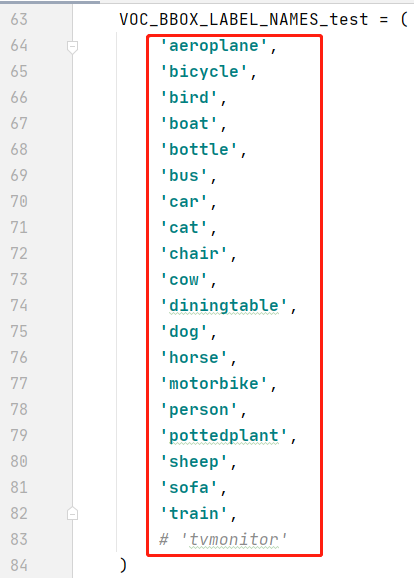 63 VOC_BBOX_LABEL_NAMES_test = (
64 'aeroplane',
65 'bicycle',
66 'bird',
67 'boat',
68 'bottle',
69 'bus',
70 'car',
71 'cat',
72 'chair',
73 'cow',
74 'diningtable',
75 'dog',
76 'horse',
77 'motorbike',
78 'person',
79 'pottedplant',
80 'sheep',
81 'sofa',
82 'train',
83 # 'tvmonitor'
84 )